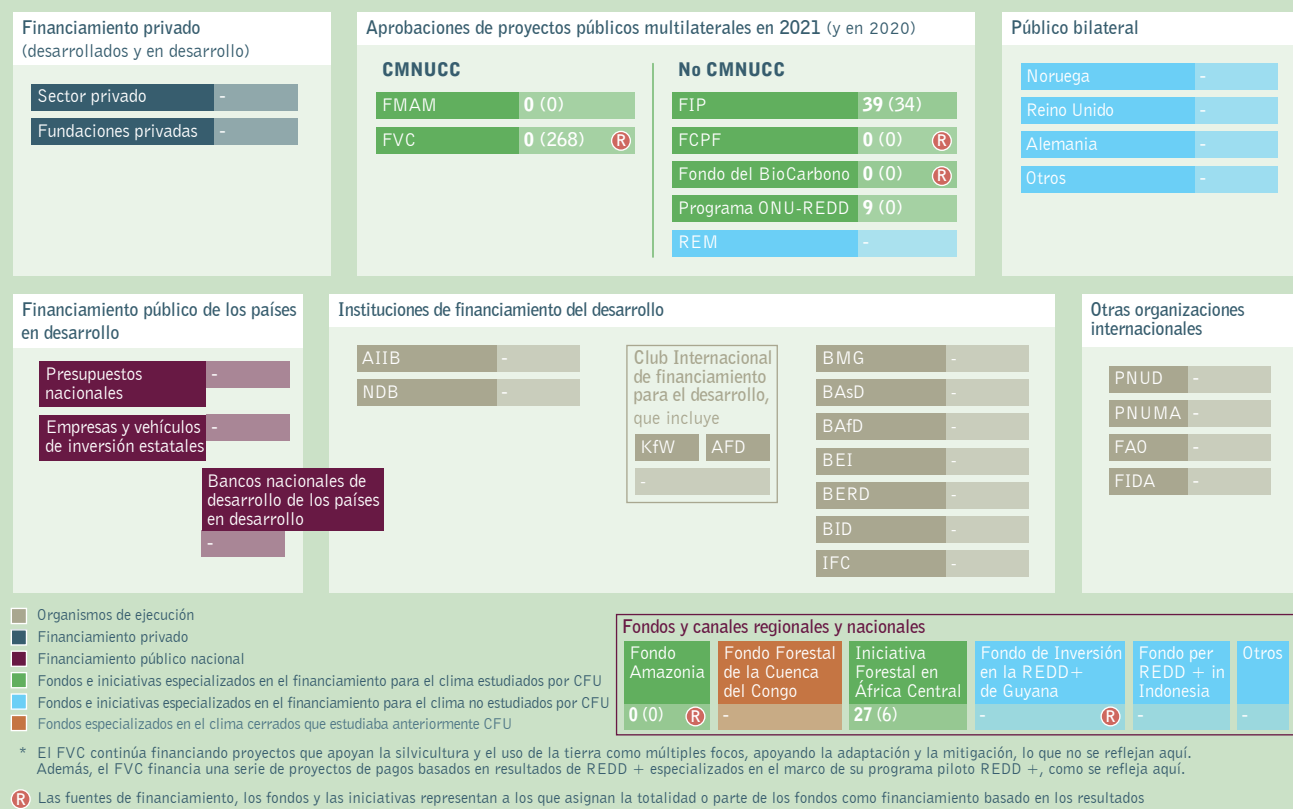 Financiamiento privado
(desarrollados y en desarrollo)
Sector privado -
Fundaciones privadas -
Aprobaciones de proyectos públicos multilaterales en 2021 (y en 2020)
CMNUCC
FMAM 0 (0)
FVC 0 (268) R
No CMNUCC
FIP 39 (34)
FCPF 0 (0) R
Fondo del BioCarbono 0 (0) R
Programa ONU-REDD 9 (0)
REM -
Público bilateral
Noruega -
Reino Unido -
Alemania -
Otros -
Financiamiento público de los países
en desarrollo
Presupuestos
nacionales -
Empresas y vehículos
de inversión estatales -
Bancos nacionales de
desarrollo de los países
en desarrollo
-
Instituciones de financiamiento del desarrollo
AIIB -
NDB -
Club Internacional
de financiamiento
para el desarrollo,
que incluye
KfW AFD
-
BMG -
BAsD -
BAfD -
BEI -
BERD -
BID -
IFC -
Otras organizaciones
internacionales
PNUD -
PNUMA -
FAO -
FIDA -
Organismos de ejecución
Financiamiento privado
Financiamiento público nacional
Fondos e iniciativas especializados en el financiamiento para el clima estudiados por CFU
Fondos e iniciativas especializados en el financiamiento para el clima no estudiados por CFU
Fondos especializados en el clima cerrados que estudiaba anteriormente CFU
Fondos y canales regionales y nacionales
Fondo
Amazonia
0 (0) R
Fondo Forestal
de la Cuenca
del Congo
-
Iniciativa
Forestal en
África Central
27 (6)
Fondo de Inversión
en la REDD+
de Guyana
- R
Fondo per
REDD + in
Indonesia
-
Otros
-
* El FVC continúa financiando proyectos que apoyan la silvicultura y el uso de la tierra como múltiples focos, apoyando la adaptación y la mitigación, lo que no se reflejan aquí.
Además, el FVC financia una serie de proyectos de pagos basados en resultados de REDD + especializados en el marco de su programa piloto REDD +, como se refleja aquí.
R Las fuentes de financiamiento, los fondos y las iniciativas representan a los que asignan la totalidad o parte de los fondos como financiamiento basado en los resultados